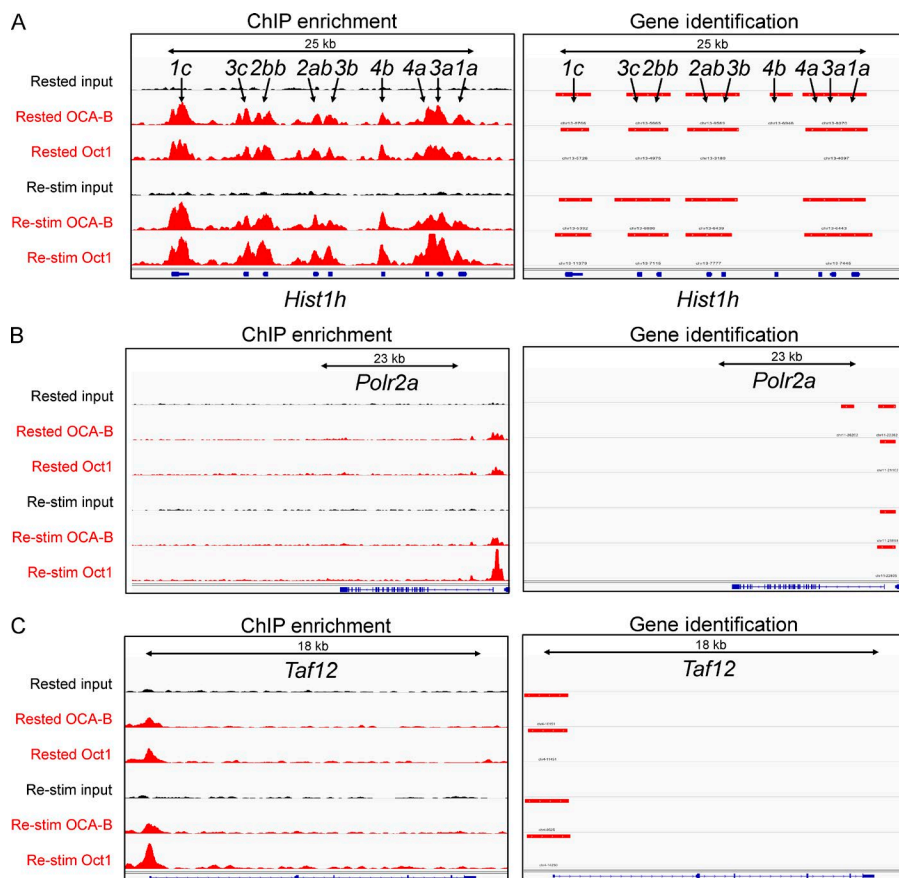 A
ChIP enrichment
Gene identification
25 kb
25 kb
1c 3c 2bb 2ab 3b 4b 4a 3a 1a
1c 3c 2bb 2ab 3b 4b 4a 3a 1a
Rested input
Rested OCA-B
Rested Oct1
Re-stim input
Re-stim OCA-B
Re-stim Oct1
Hist1h
Hist1h
B
ChIP enrichment
Gene identification
23 kb
23 kb
Polr2a
Polr2a
Rested input
Rested OCA-B
Rested Oct1
Re-stim input
Re-stim OCA-B
Re-stim Oct1
C
ChIP enrichment
Gene identification
18 kb
18 kb
Taf12
Taf12
Rested input
Rested OCA-B
Rested Oct1
Re-stim input
Re-stim OCA-B
Re-stim Oct1